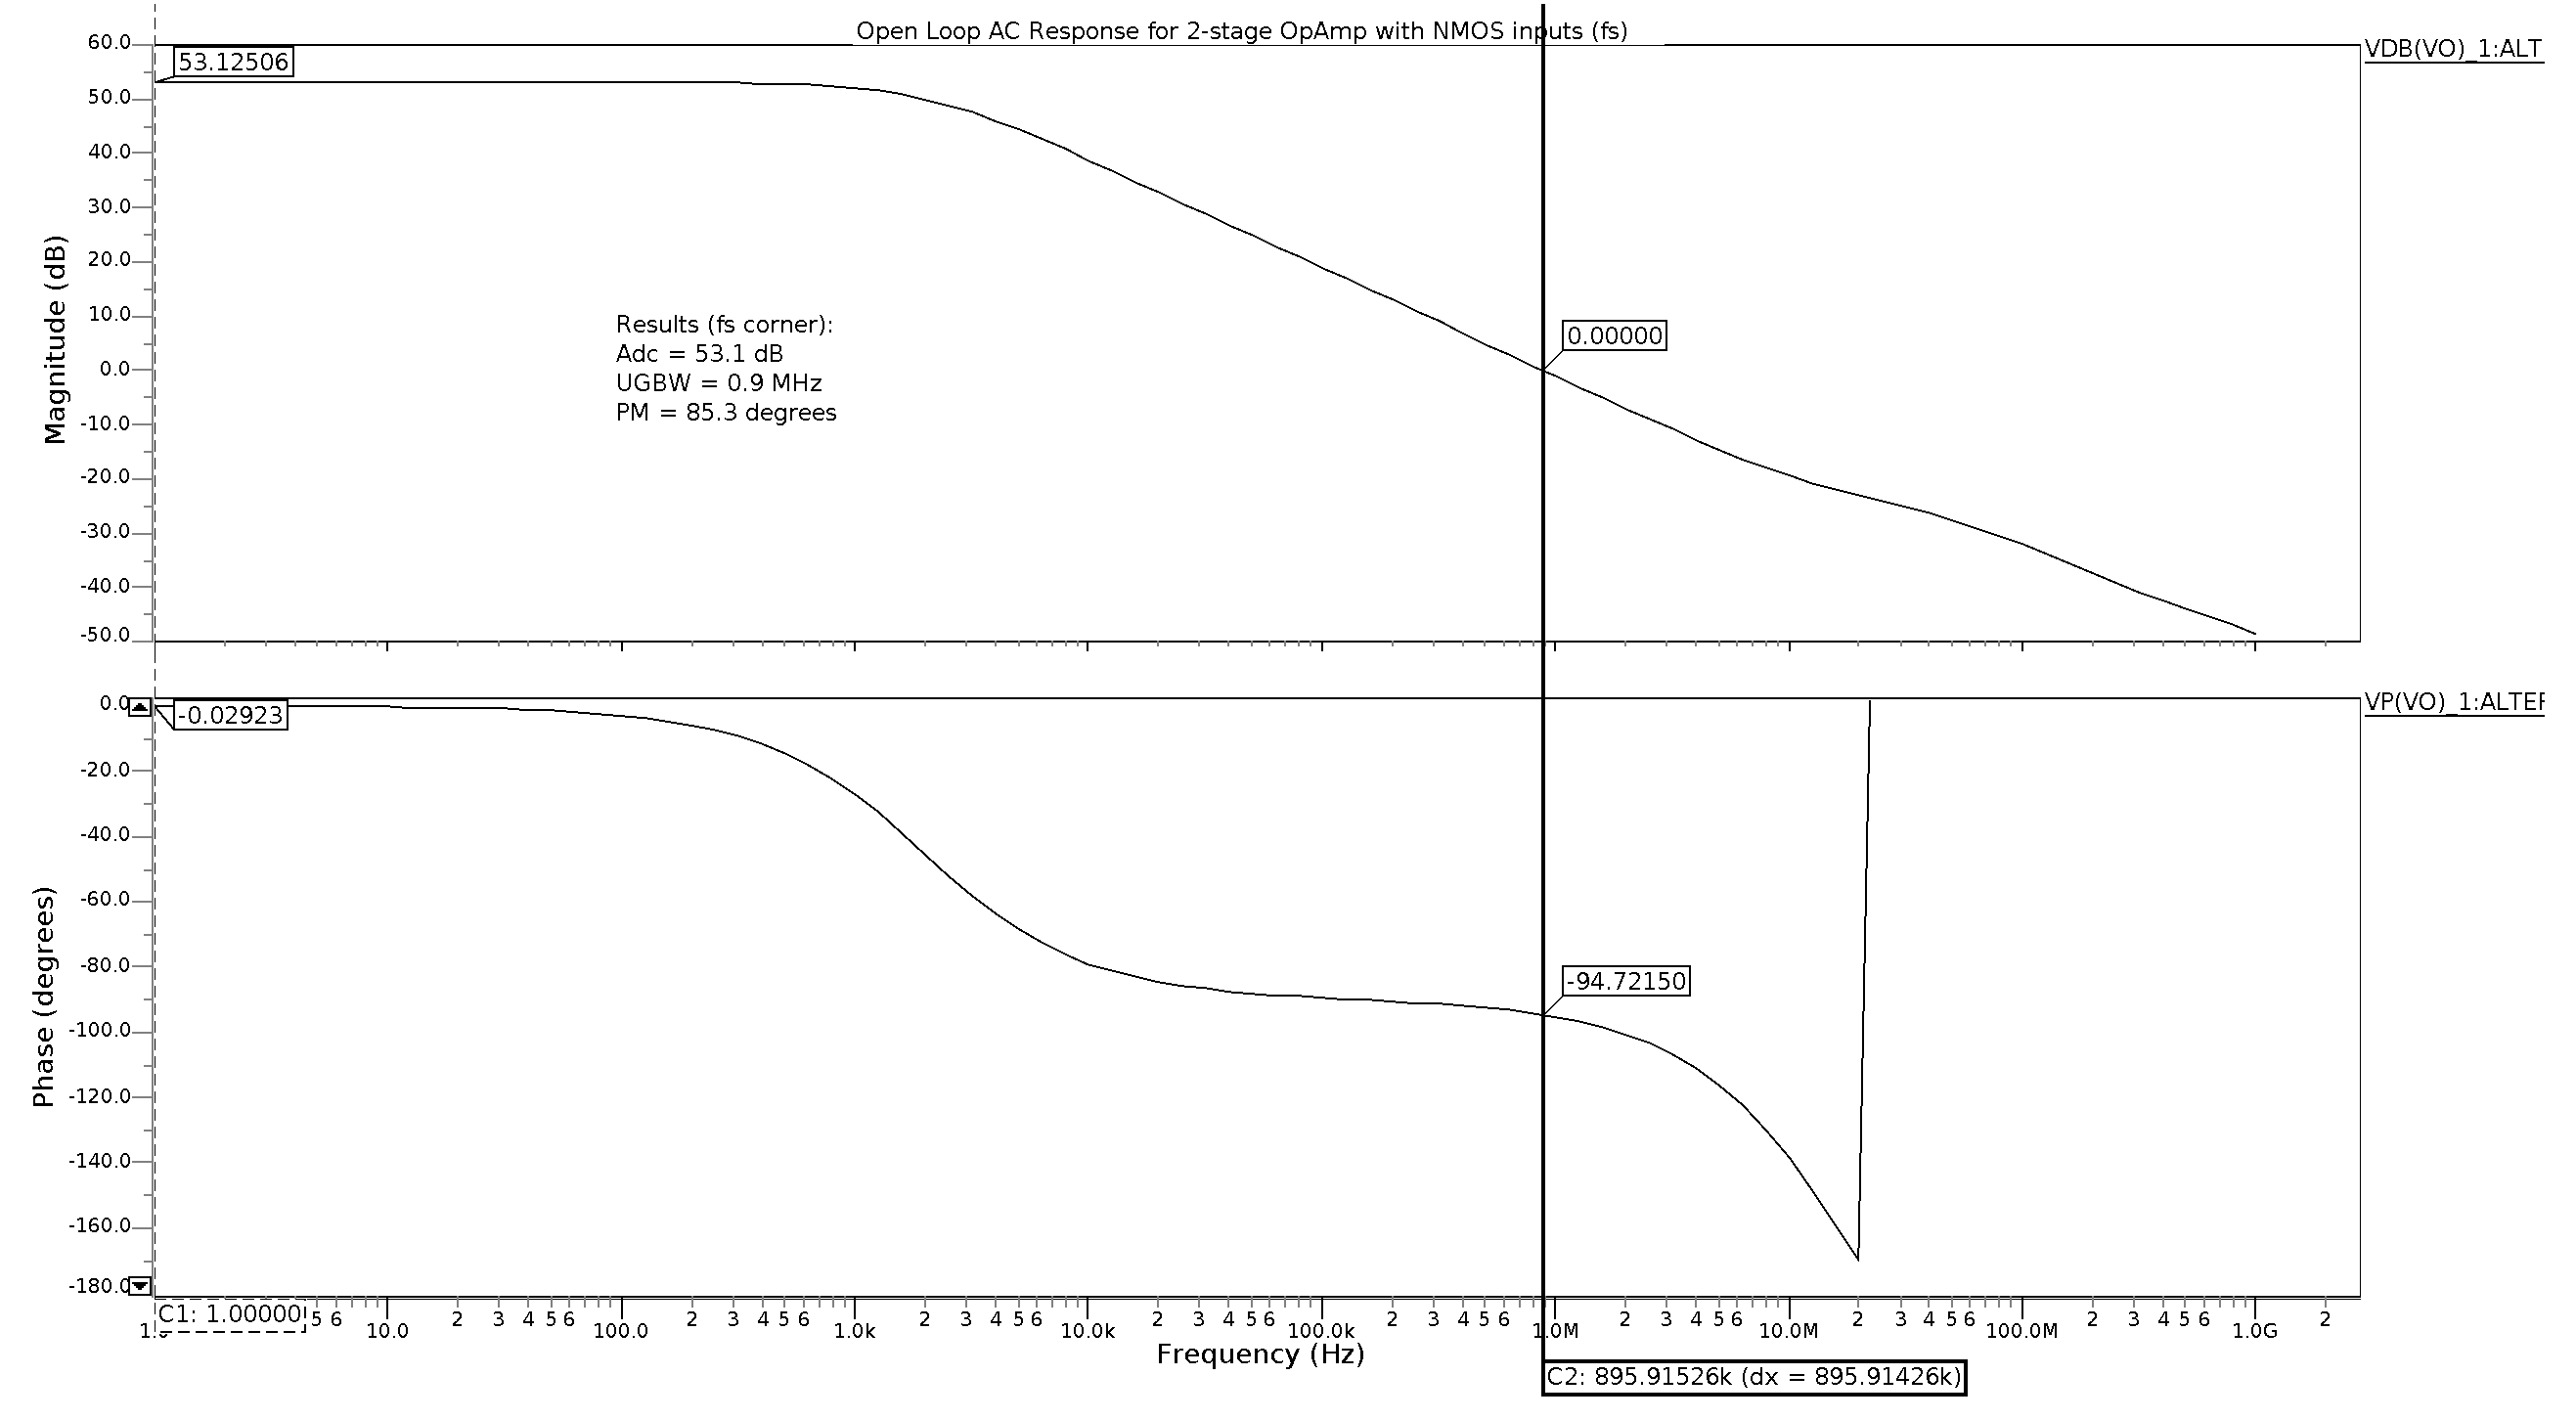 Open Loop AC Response for 2-stage OpAmp with NMOS inputs (fs)
VDB(VO)_1:ALT
60.0
53.12506
50.0
40.0
30.0
20.0
10.0
0.0
-10.0
-20.0
-30.0
-40.0
-50.0
Magnitude (dB)
Results (fs corner):
Adc = 53.1 dB
UGBW = 0.9 MHz
PM = 85.3 degrees
0.00000
VP(VO)_1:ALTER
0.0
-0.02923
-20.0
-40.0
-60.0
-80.0
-100.0
-120.0
-140.0
-160.0
-180.0
Phase (degrees)
-94.72150
C1: 1.00000
5 6 2 3 4 5 6 2 3 4 5 6 2 3 4 5 6 2 3 4 5 6 2 3 4 5 6 2 3 4 5 6 2 3 4 5 6 2 3 4 5 6 2
10.0 100.0 1.0k 10.0k 100.0k 1.0M 10.0M 100.0M 1.0G
Frequency (Hz)
C2: 895.91526k (dx = 895.91426k)